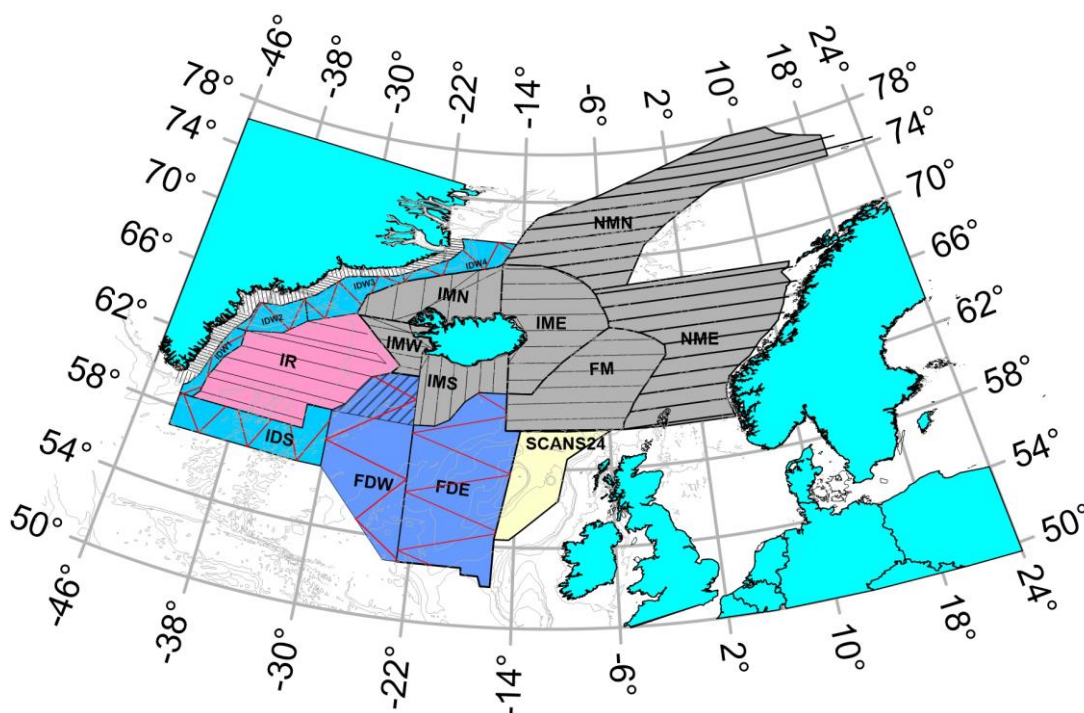 -46° -38° -30° -22° -14° -6° 2° 10° 18° 24°
78° 78°
74° 74°
70° 70°
66° 66°
62° 62°
58° 58°
54° 54°
50° 50°
NMN
IDW4
IDW3
IMN
IDW2
IME
IMW
NME
IDW1
IR
FM
IMS
IDS
SCANS24
FDW
FDE
-46° -38° -30° -22° -14° -6° 2° 10° 18° 24°